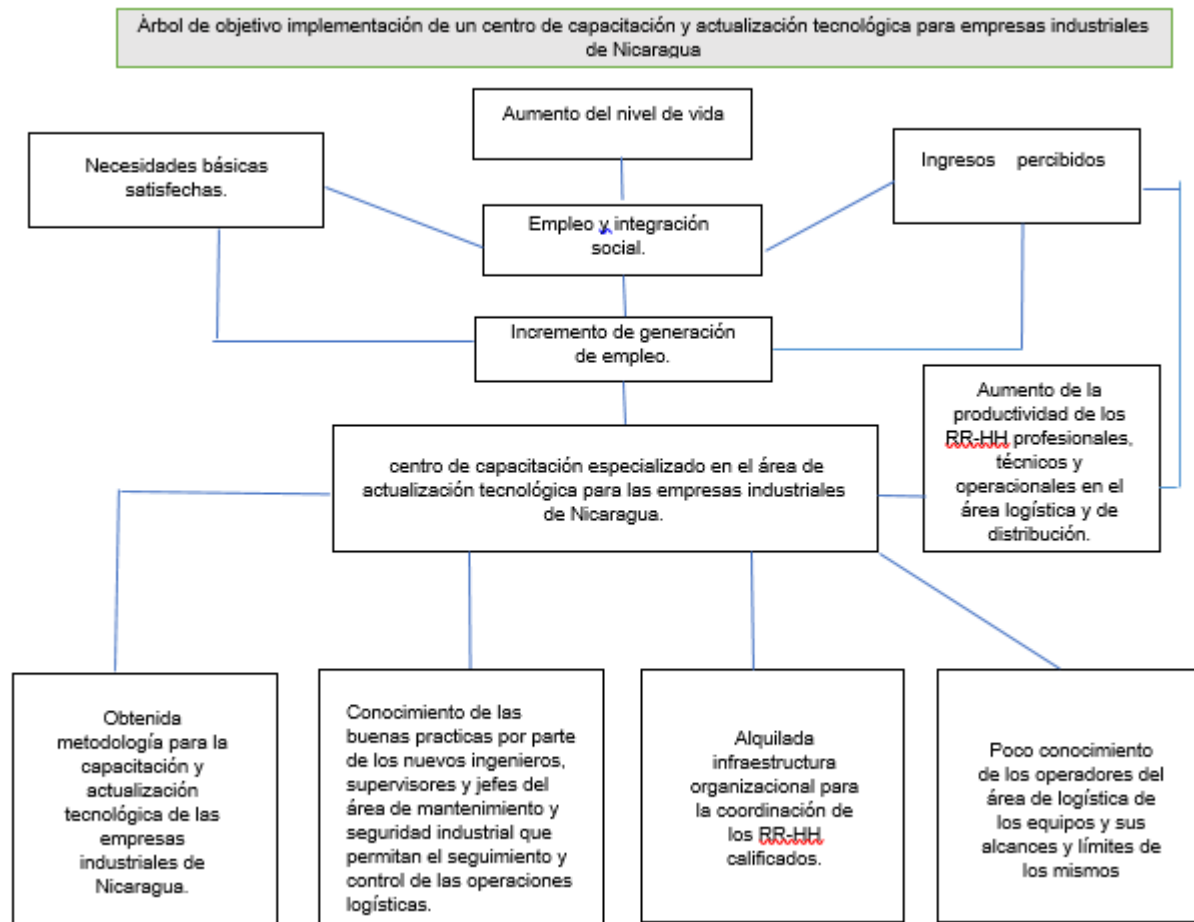 Árbol de objetivo implementación de un centro de capacitación y actualización tecnológica para empresas industriales
de Nicaragua
Aumento del nivel de vida
Necesidades básicas
satisfechas.
Ingresos percibidos
Empleo y integración
social.
Incremento de generación
de empleo.
Aumento de la
productividad de los
RR-HH profesionales,
técnicos y
operacionales en el
área logística y de
distribución.
centro de capacitación especializado en el área de
actualización tecnológica para las empresas industriales
de Nicaragua.
Obtenida
metodología para la
capacitación y
actualización
tecnológica de las
empresas
industriales de
Nicaragua.
Conocimiento de las
buenas practicas por parte
de los nuevos ingenieros,
supervisores y jefes del
área de mantenimiento y
seguridad industrial que
permitan el seguimiento y
control de las operaciones
logísticas.
Alquilada
infraestructura
organizacional para
la coordinación de
los RR-HH
calificados.
Poco conocimiento
de los operadores del
área de logística de
los equipos y sus
alcances y límites de
los mismos